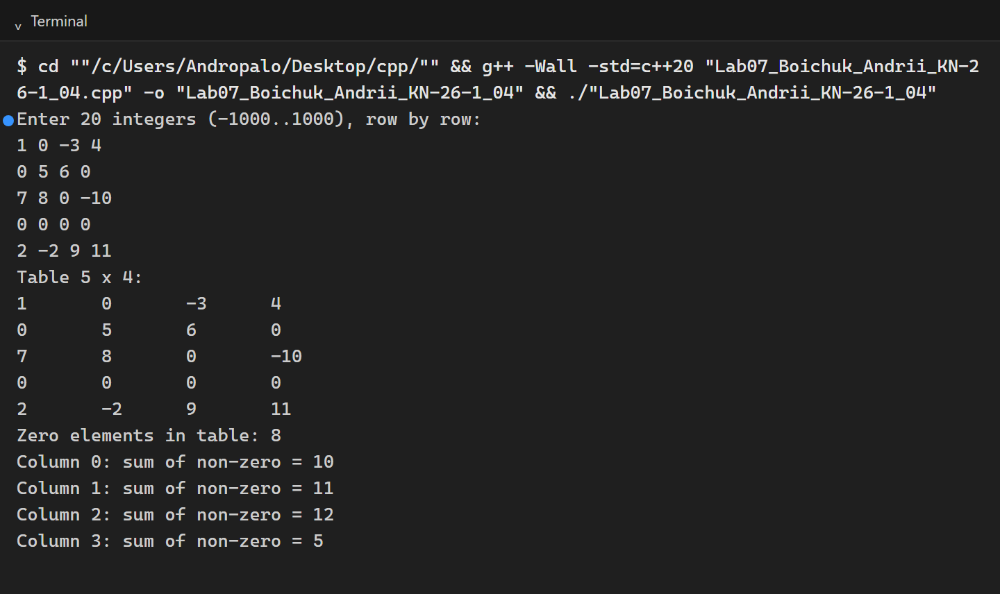 Terminal
$ cd ""/c/Users/Andropalo/Desktop/cpp/"" && g++ -Wall -std=c++20 "Lab07_Boichuk_Andrii_KN-2
6-1_04.cpp" -o "Lab07_Boichuk_Andrii_KN-26-1_04" && ./"Lab07_Boichuk_Andrii_KN-26-1_04"
Enter 20 integers (-1000..1000), row by row:
1 0 -3 4
0 5 6 0
7 8 0 -10
0 0 0 0
2 -2 9 11
Table 5 x 4:
1       0       -3      4
0       5       6       0
7       8       0       -10
0       0       0       0
2       -2      9       11
Zero elements in table: 8
Column 0: sum of non-zero = 10
Column 1: sum of non-zero = 11
Column 2: sum of non-zero = 12
Column 3: sum of non-zero = 5